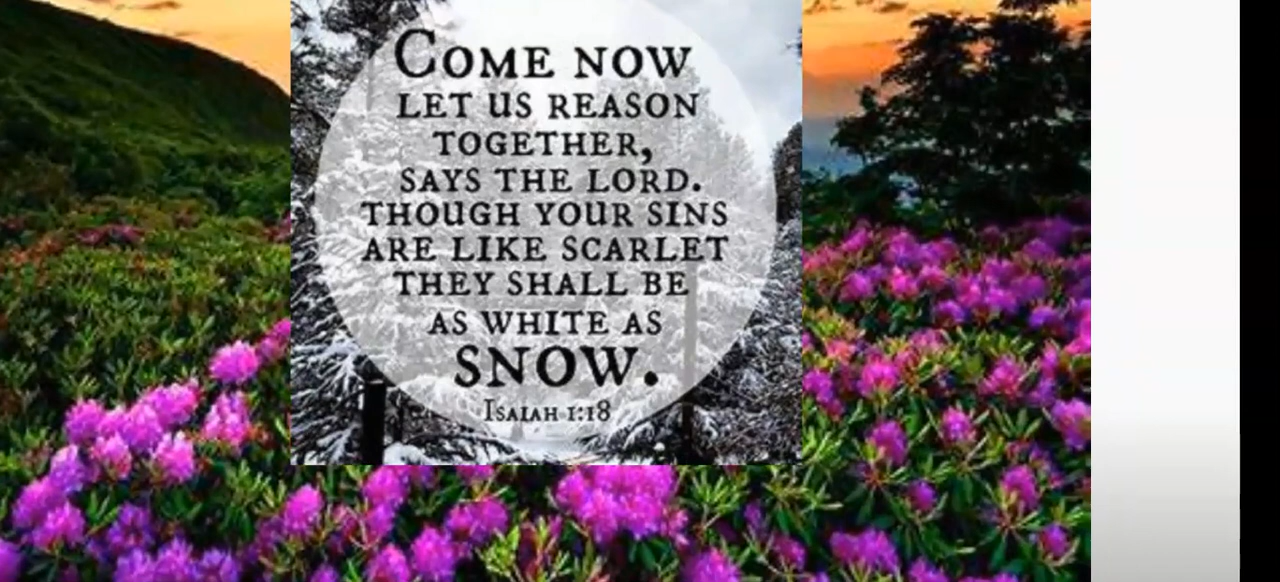 Come now
let us reason
together,
says the Lord.
Though your sins
are like scarlet
they shall be
as white as
snow.
Isaiah 1:18